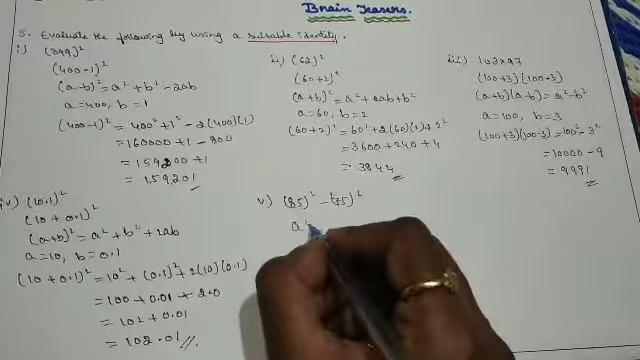 Brain Teasers.
5. Evaluate the following by using a suitable identity.
i) (399)²
(400-1)²
(a-b)² = a² + b² - 2ab
a = 400, b = 1
(400-1)² = 400² + 1² - 2(400)(1)
= 160000 + 1 - 800
= 159200 + 1
= 1,59,201
ii) (62)²
(60+2)²
(a+b)² = a² + 2ab + b²
a = 60, b = 2
(60+2)² = 60² + 2(60)(2) + 2²
= 3600 + 240 + 4
= 3844
iii) 103×97
(100+3)(100-3)
(a+b)(a-b) = a² - b²
a = 100, b = 3
(100+3)(100-3) = 100² - 3²
= 10000 - 9
= 9991
iv) (10.1)²
(10 + 0.1)²
(a+b)² = a² + b² + 2ab
a = 10, b = 0.1
(10 + 0.1)² = 10² + (0.1)² + 2(10)(0.1)
= 100 + 0.01 + 2.0
= 102 + 0.01
= 102.01
v) (85)² - (75)²
a²